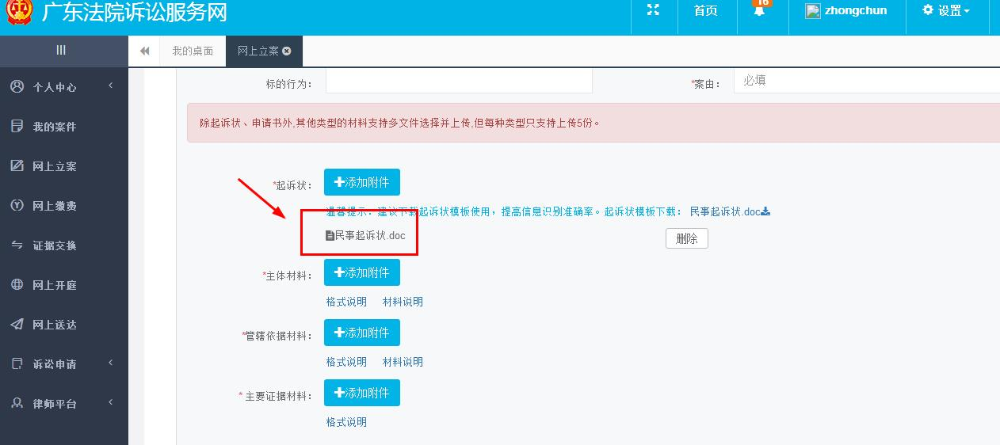 广东法院诉讼服务网
首页
16
zhongchun
设置
我的桌面
网上立案
个人中心
我的案件
网上立案
网上缴费
证据交换
网上开庭
网上送达
诉讼申请
律师平台
标的行为:
*案由:
必填
除起诉状、申请书外,其他类型的材料支持多文件选择并上传,但每种类型只支持上传5份。
*起诉状:
添加附件
温馨提示：建议下载起诉状模板使用，提高信息识别准确率。起诉状模板下载： 民事起诉状.doc
民事起诉状.doc
删除
*主体材料:
添加附件
格式说明 材料说明
*管辖依据材料:
添加附件
格式说明 材料说明
* 主要证据材料:
添加附件
格式说明